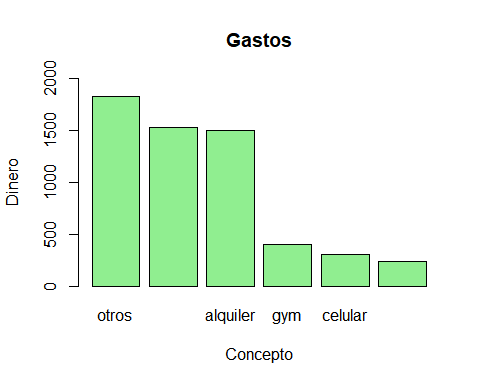 Gastos
Dinero
2000
1500
1000
500
0
otros alquiler gym celular
Concepto